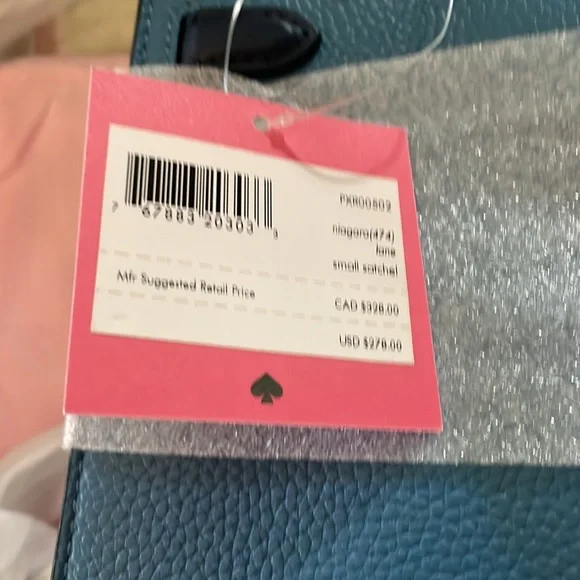 7 67883 20303 3
PXR00802
niagara(474)
lane
small satchel
Mfr Suggested Retail Price
CAD $328.00
USD $278.00